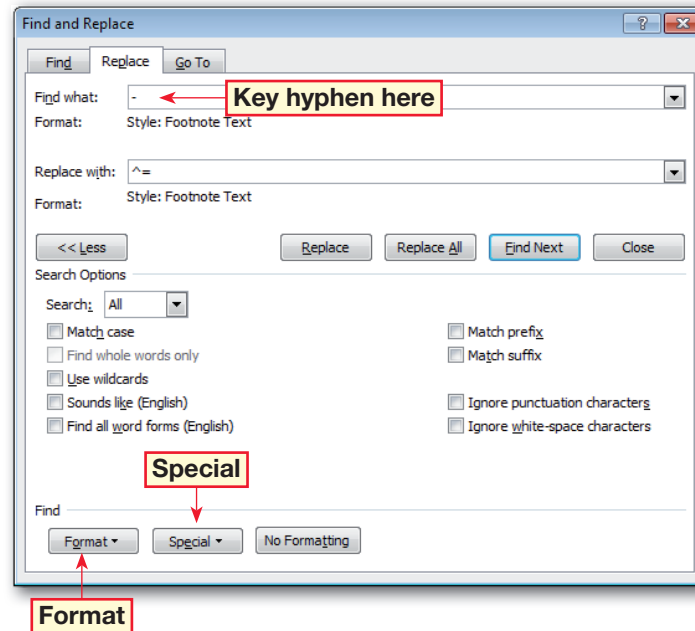 Find and Replace
Find Replace Go To
Find what: - Key hyphen here
Format: Style: Footnote Text
Replace with: ^=
Format: Style: Footnote Text
<< Less Replace Replace All Find Next Close
Search Options
Search: All
Match case Match prefix
Find whole words only Match suffix
Use wildcards
Sounds like (English) Ignore punctuation characters
Find all word forms (English) Ignore white-space characters
Special
Find
Format Special No Formatting
Format